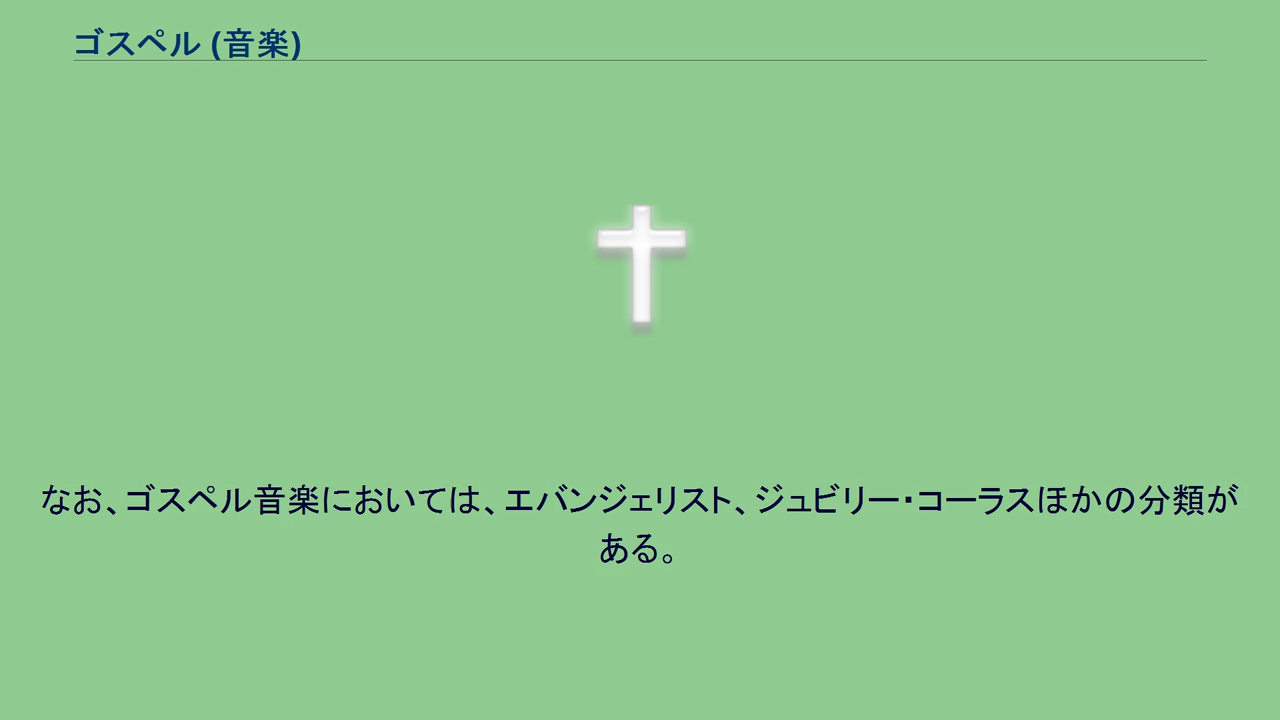 ゴスペル (音楽)
なお、ゴスペル音楽においては、エバンジェリスト、ジュビリー・コーラスほかの分類が
ある。